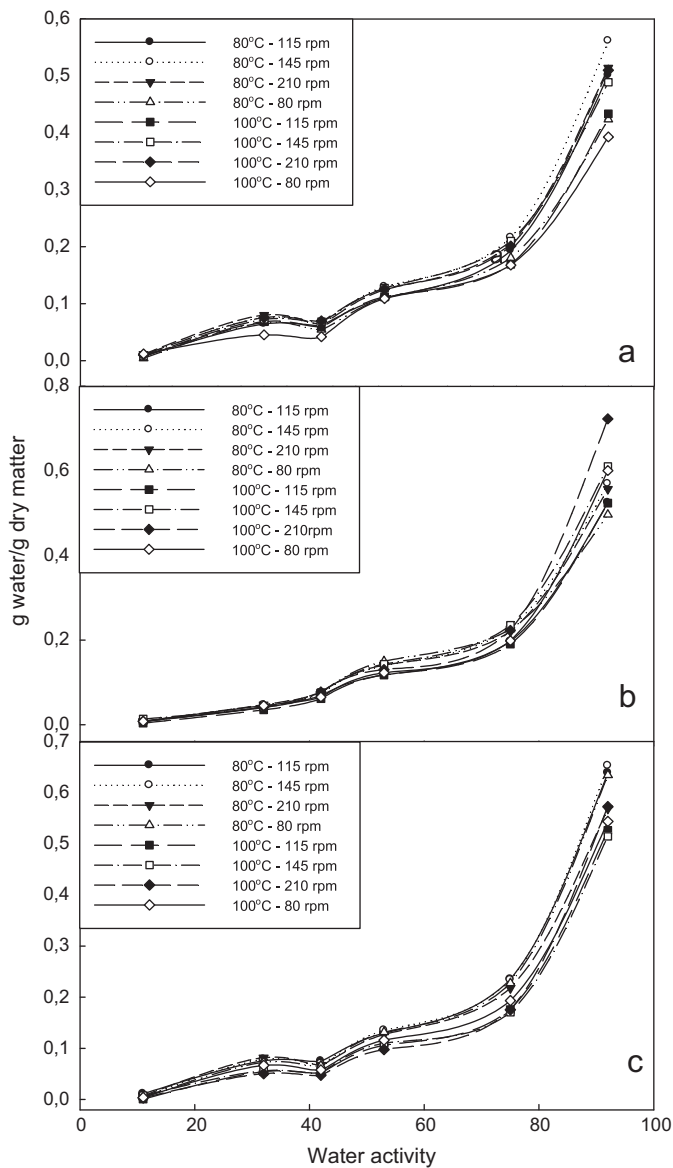 0,6
80°C - 115 rpm
80°C - 145 rpm
80°C - 210 rpm
80°C - 80 rpm
100°C - 115 rpm
100°C - 145 rpm
100°C - 210 rpm
100°C - 80 rpm
0,5
0,4
0,3
0,2
0,1
0,0
a
0,8
80°C - 115 rpm
80°C - 145 rpm
80°C - 210 rpm
80°C - 80 rpm
100°C - 115 rpm
100°C - 145 rpm
100°C - 210rpm
100°C - 80 rpm
0,6
0,4
0,2
0,0
b
g water/g dry matter
0,7
80°C - 115 rpm
80°C - 145 rpm
80°C - 210 rpm
80°C - 80 rpm
100°C - 115 rpm
100°C - 145 rpm
100°C - 210 rpm
100°C - 80 rpm
0,6
0,5
0,4
0,3
0,2
0,1
0,0
c
0 20 40 60 80 100
Water activity